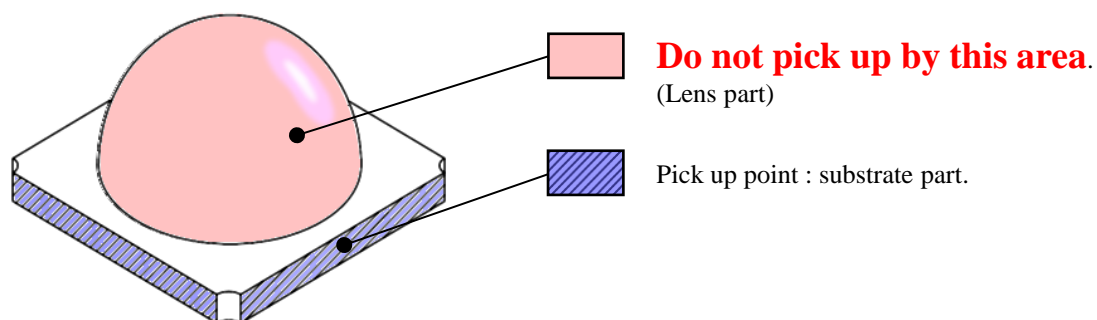 Do not pick up by this area.
(Lens part)
Pick up point : substrate part.